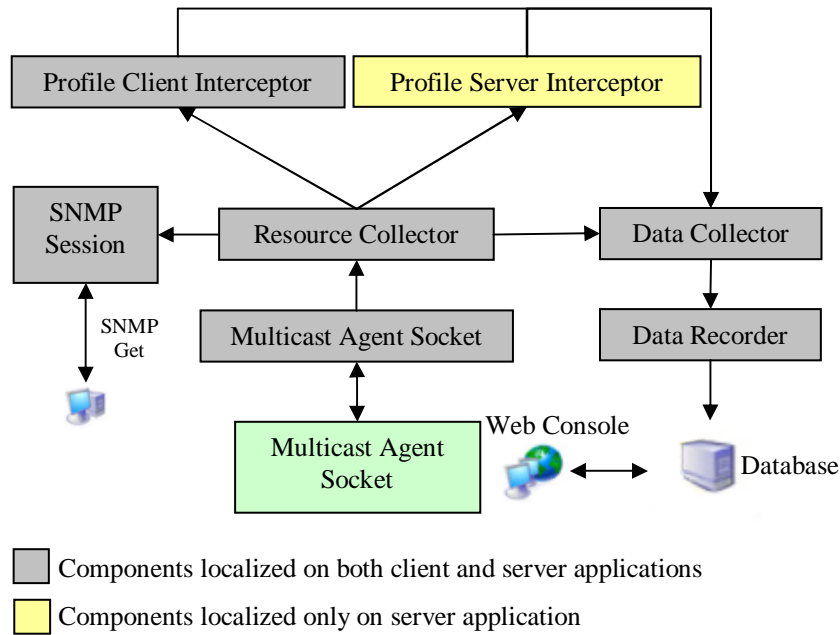 Profile Client Interceptor
Profile Server Interceptor
SNMP
Session
Resource Collector
Data Collector
SNMP
Get
Multicast Agent Socket
Data Recorder
Multicast Agent
Socket
Web Console
Database
Components localized on both client and server applications
Components localized only on server application